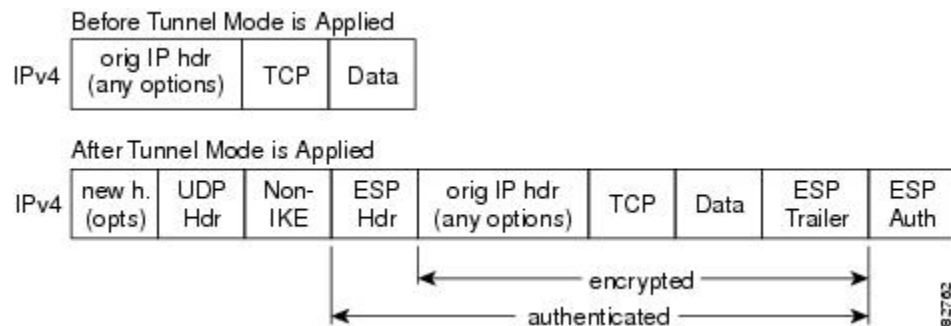 Before Tunnel Mode is Applied
IPv4 orig IP hdr (any options) TCP Data
After Tunnel Mode is Applied
IPv4 new h. (opts) UDP Hdr Non-IKE ESP Hdr orig IP hdr (any options) TCP Data ESP Trailer ESP Auth
encrypted
authenticated